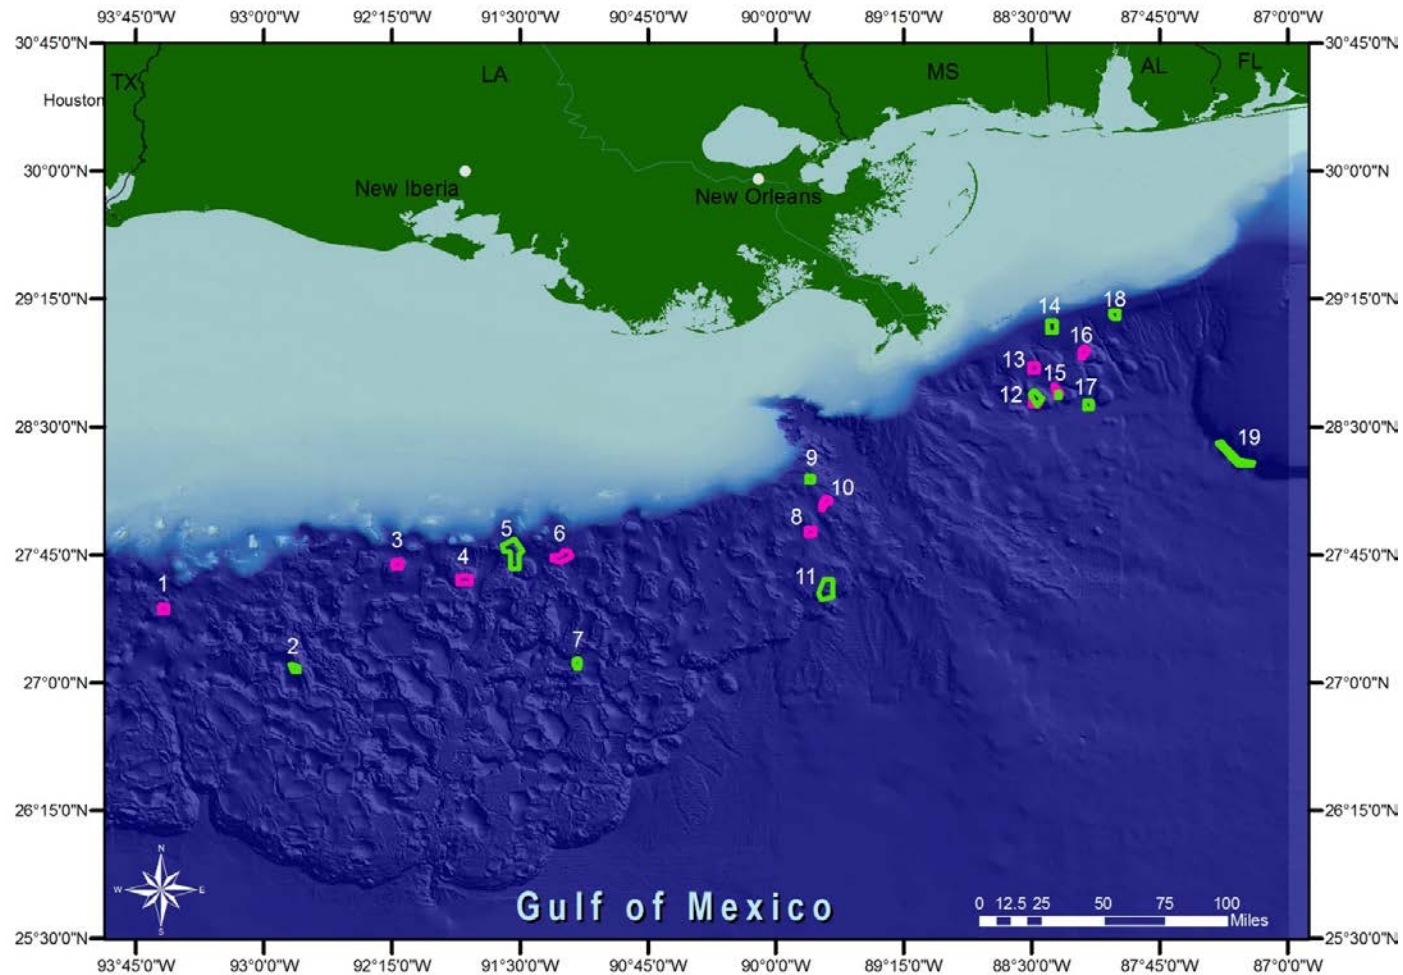 93°45'0"W 93°0'0"W 92°15'0"W 91°30'0"W 90°45'0"W 90°0'0"W 89°15'0"W 88°30'0"W 87°45'0"W 87°0'0"W
30°45'0"N 30°45'0"N
TX LA MS AL FL
Houston
30°0'0"N 30°0'0"N
New Iberia New Orleans
29°15'0"N 29°15'0"N
14 18
16
13
15
12 17
28°30'0"N 28°30'0"N
19
9
10
8
27°45'0"N 27°45'0"N
3 4 5 6
1 11
2 7
27°0'0"N 27°0'0"N
26°15'0"N 26°15'0"N
N
W E
S
Gulf of Mexico
0 12.5 25 50 75 100
Miles
25°30'0"N 25°30'0"N
93°45'0"W 93°0'0"W 92°15'0"W 91°30'0"W 90°45'0"W 90°0'0"W 89°15'0"W 88°30'0"W 87°45'0"W 87°0'0"W